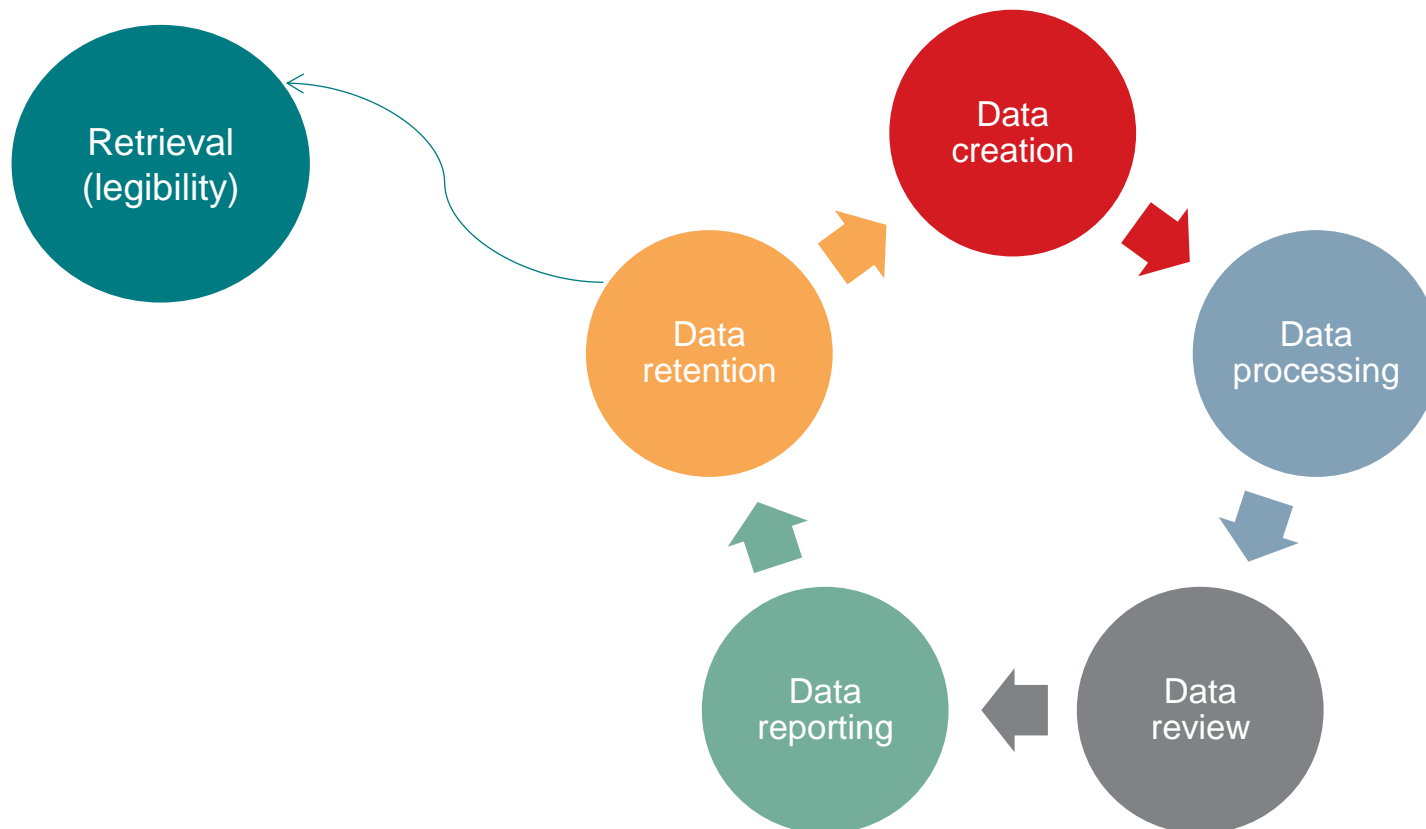 Retrieval
(legibility)
Data
creation
Data
retention
Data
processing
Data
reporting
Data
review